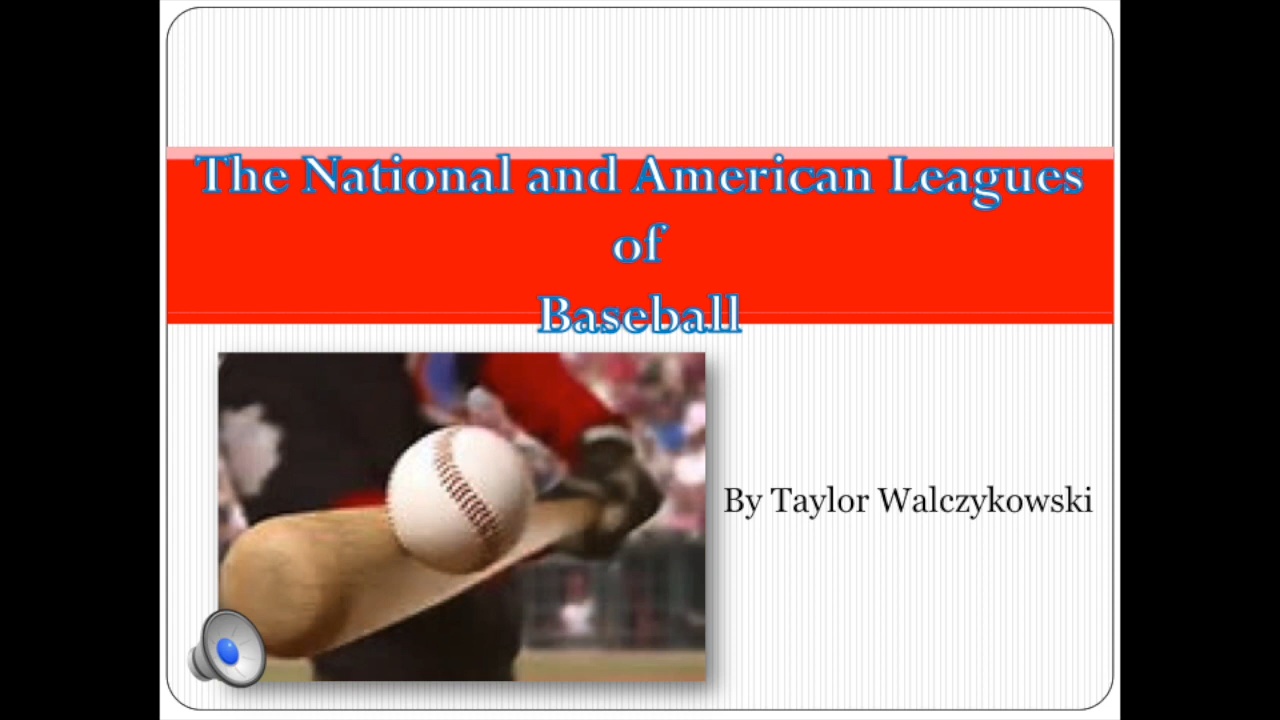 The National and American Leagues
of
Baseball
By Taylor Walczykowski